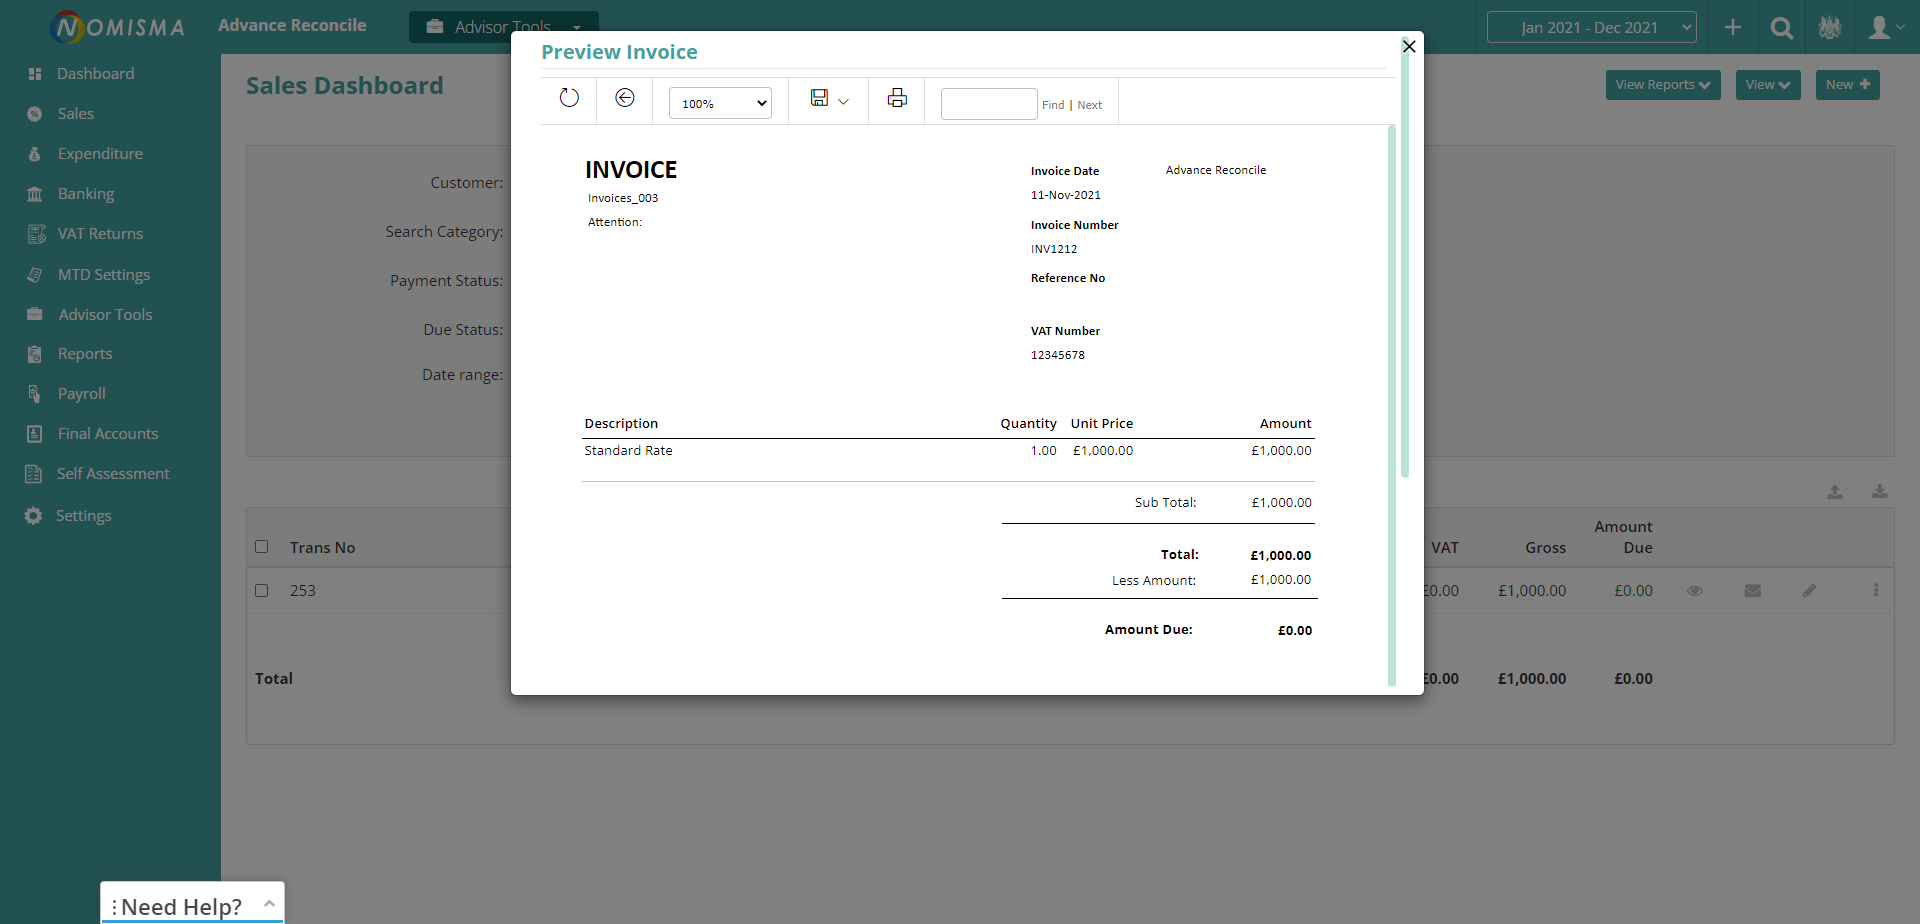 NOMISMA
Advance Reconcile
Advisor Tools
Jan 2021 - Dec 2021
Dashboard
Sales
Expenditure
Banking
VAT Returns
MTD Settings
Advisor Tools
Reports
Payroll
Final Accounts
Self Assessment
Settings
Sales Dashboard
View Reports
View
New
Customer:
Search Category:
Payment Status:
Due Status:
Date range:
Preview Invoice
100%
Find | Next
INVOICE
Invoices_003
Attention:
Invoice Date
11-Nov-2021
Invoice Number
INV1212
Reference No
VAT Number
12345678
Advance Reconcile
Description Quantity Unit Price Amount
Standard Rate 1.00 £1,000.00 £1,000.00
Sub Total: £1,000.00
Total: £1,000.00
Less Amount: £1,000.00
Amount Due: £0.00
Trans No VAT Gross Amount Due
253 £0.00 £1,000.00 £0.00
Total £0.00 £1,000.00 £0.00
Need Help?